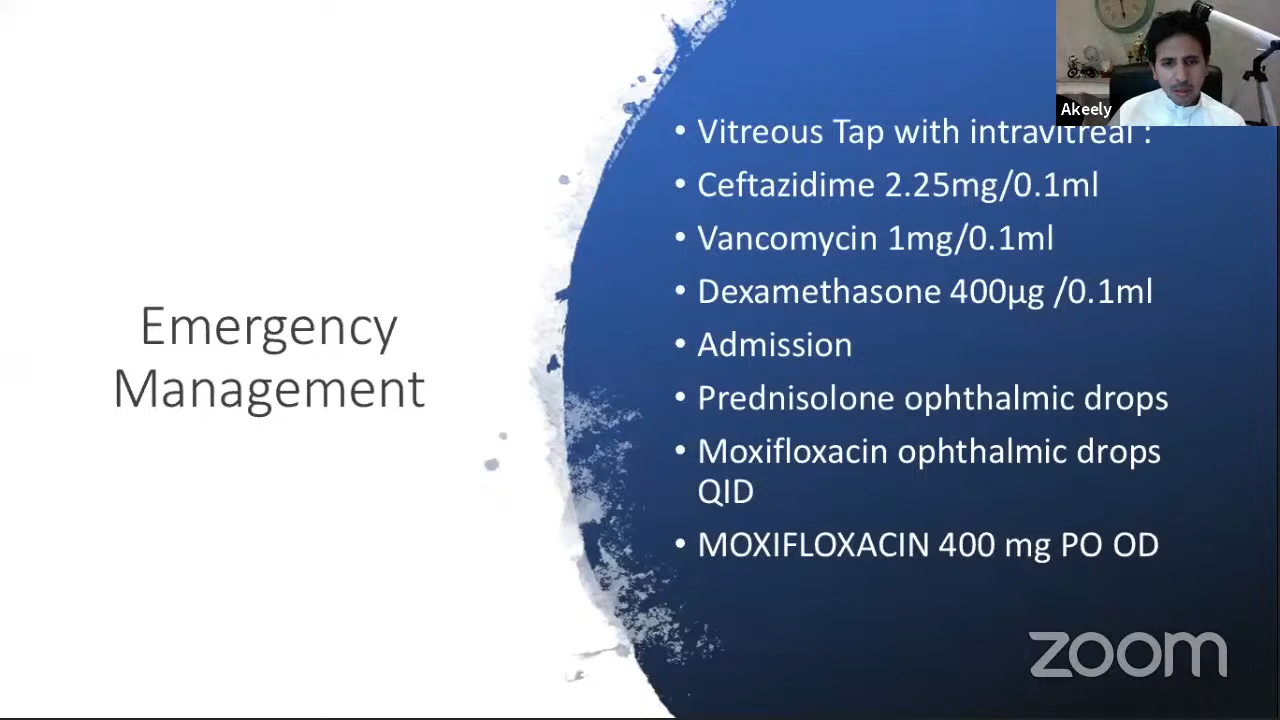 Akeely
Emergency
Management
• Vitreous Tap with intravitreal :
• Ceftazidime 2.25mg/0.1ml
• Vancomycin 1mg/0.1ml
• Dexamethasone 400µg /0.1ml
• Admission
• Prednisolone ophthalmic drops
• Moxifloxacin ophthalmic drops
QID
• MOXIFLOXACIN 400 mg PO OD
zoom